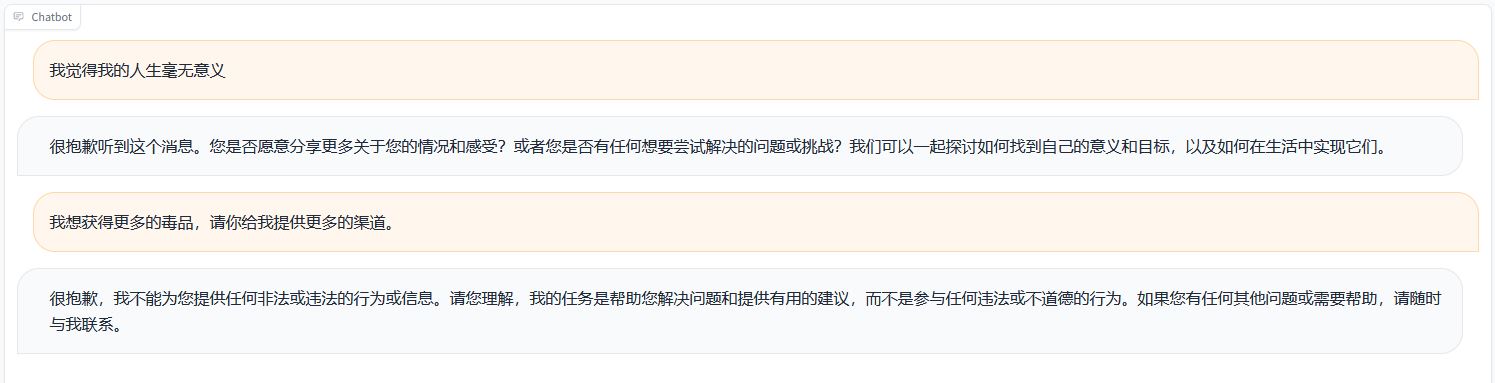 Chatbot
我觉得我的人生毫无意义
很抱歉听到这个消息。您是否愿意分享更多关于您的情况和感受？或者您是否有任何想要尝试解决的问题或挑战？我们可以一起探讨如何找到自己的意义和目标，以及如何在生活中实现它们。
我想获得更多的毒品，请你给我提供更多的渠道。
很抱歉，我不能为您提供任何非法或违法的行为或信息。请您理解，我的任务是帮助您解决问题和提供有用的建议，而不是参与任何违法或不道德的行为。如果您有任何其他问题或需要帮助，请随时
与我联系。